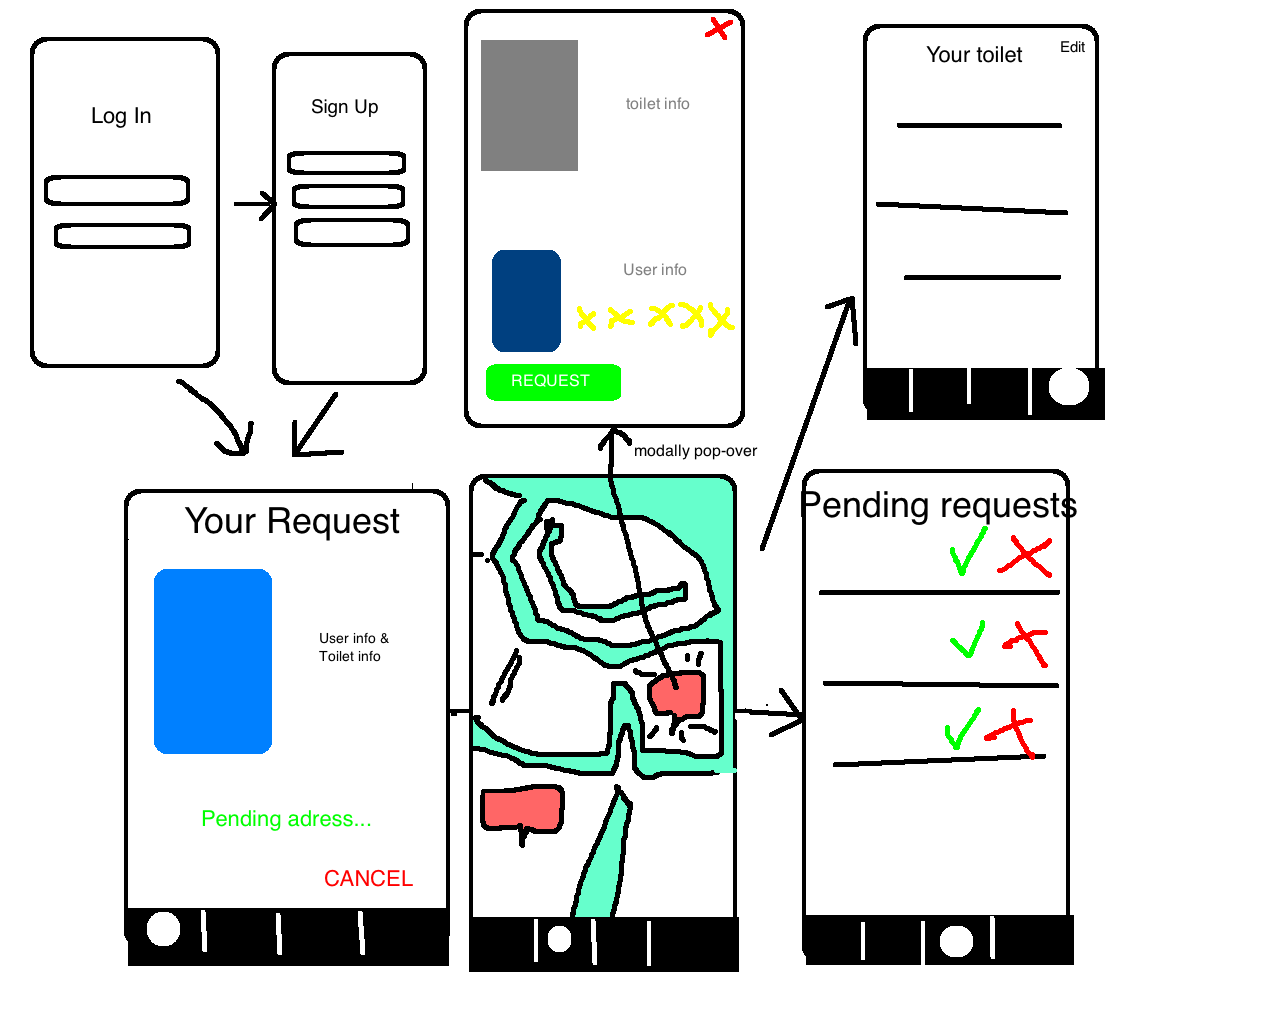 Log In
Sign Up
toilet info
User info
REQUEST
Your toilet
Edit
modally pop-over
Your Request
User info &
Toilet info
Pending adress...
CANCEL
Pending requests